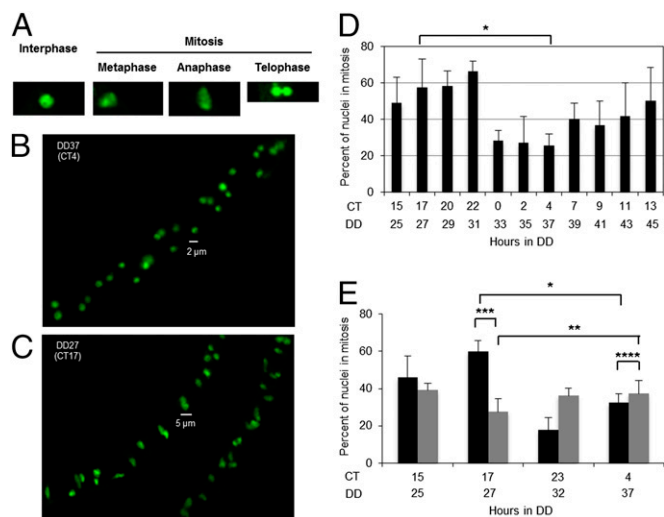 A
Interphase
Mitosis
Metaphase
Anaphase
Telophase
B
DD37
(CT4)
2 µm
C
DD27
(CT17)
5 µm
D
*
Percent of nuclei in mitosis
80
60
40
20
0
CT 15 17 20 22 0 2 4 7 9 11 13
DD 25 27 29 31 33 35 37 39 41 43 45
Hours in DD
E
*
***
**
****
Percent of nuclei in mitosis
80
60
40
20
0
CT 15 17 23 4
DD 25 27 32 37
Hours in DD